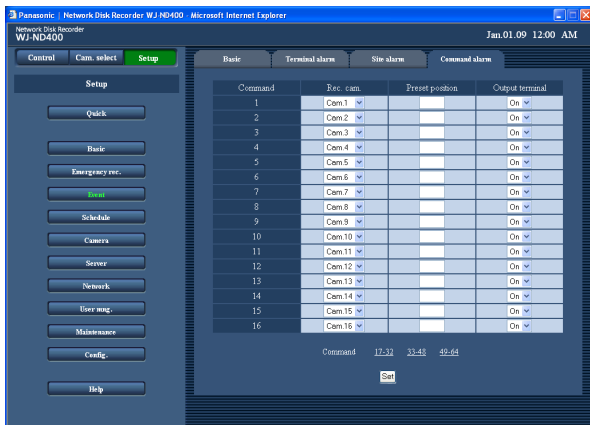 Panasonic | Network Disk Recorder WJ-ND400 - Microsoft Internet Explorer
Network Disk Recorder
WJ-ND400
Jan.01.09 12:00 AM
Control Cam. select Setup
Basic Terminal alarm Site alarm Command alarm
Setup
Quick
Basic
Emergency rec.
Event
Schedule
Camera
Server
Network
User mng.
Maintenance
Config.
Help
Command Rec. cam. Preset position Output terminal
1 Cam.1 On
2 Cam.2 On
3 Cam.3 On
4 Cam.4 On
5 Cam.5 On
6 Cam.6 On
7 Cam.7 On
8 Cam.8 On
9 Cam.9 On
10 Cam.10 On
11 Cam.11 On
12 Cam.12 On
13 Cam.13 On
14 Cam.14 On
15 Cam.15 On
16 Cam.16 On
Command 17-32 33-48 49-64
Set